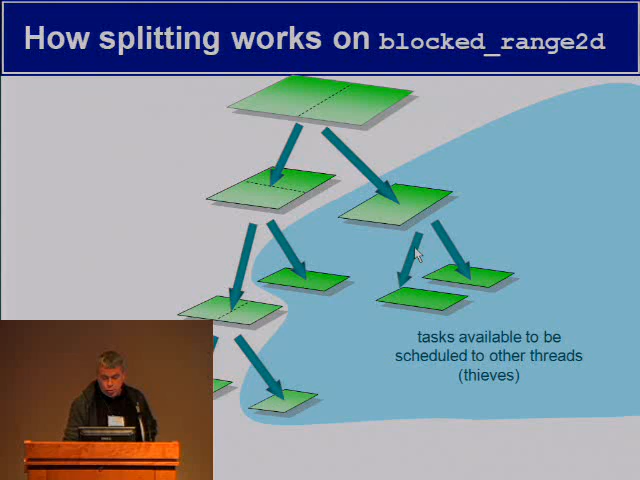 How splitting works on blocked_range2d
tasks available to be
scheduled to other threads
(thieves)